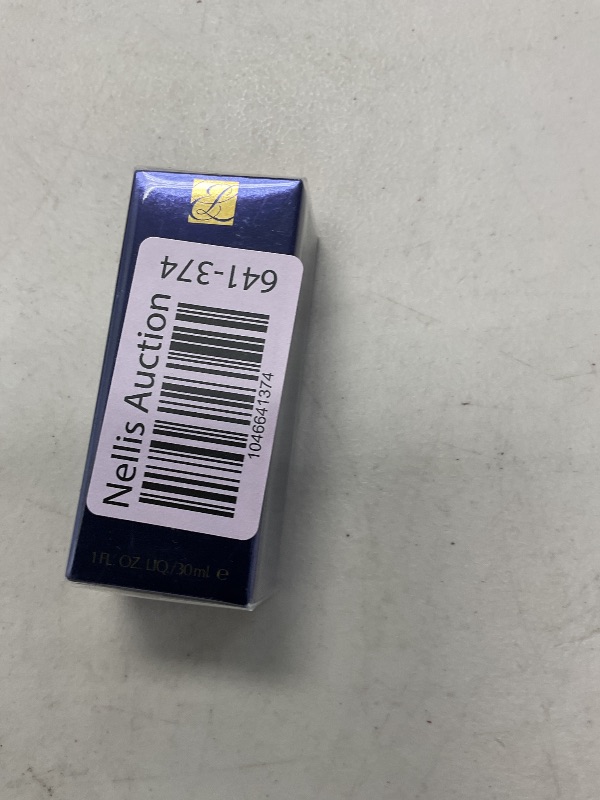 641-374
Nellis Auction
1046641374
1 FL. OZ. LIQ./30mL e